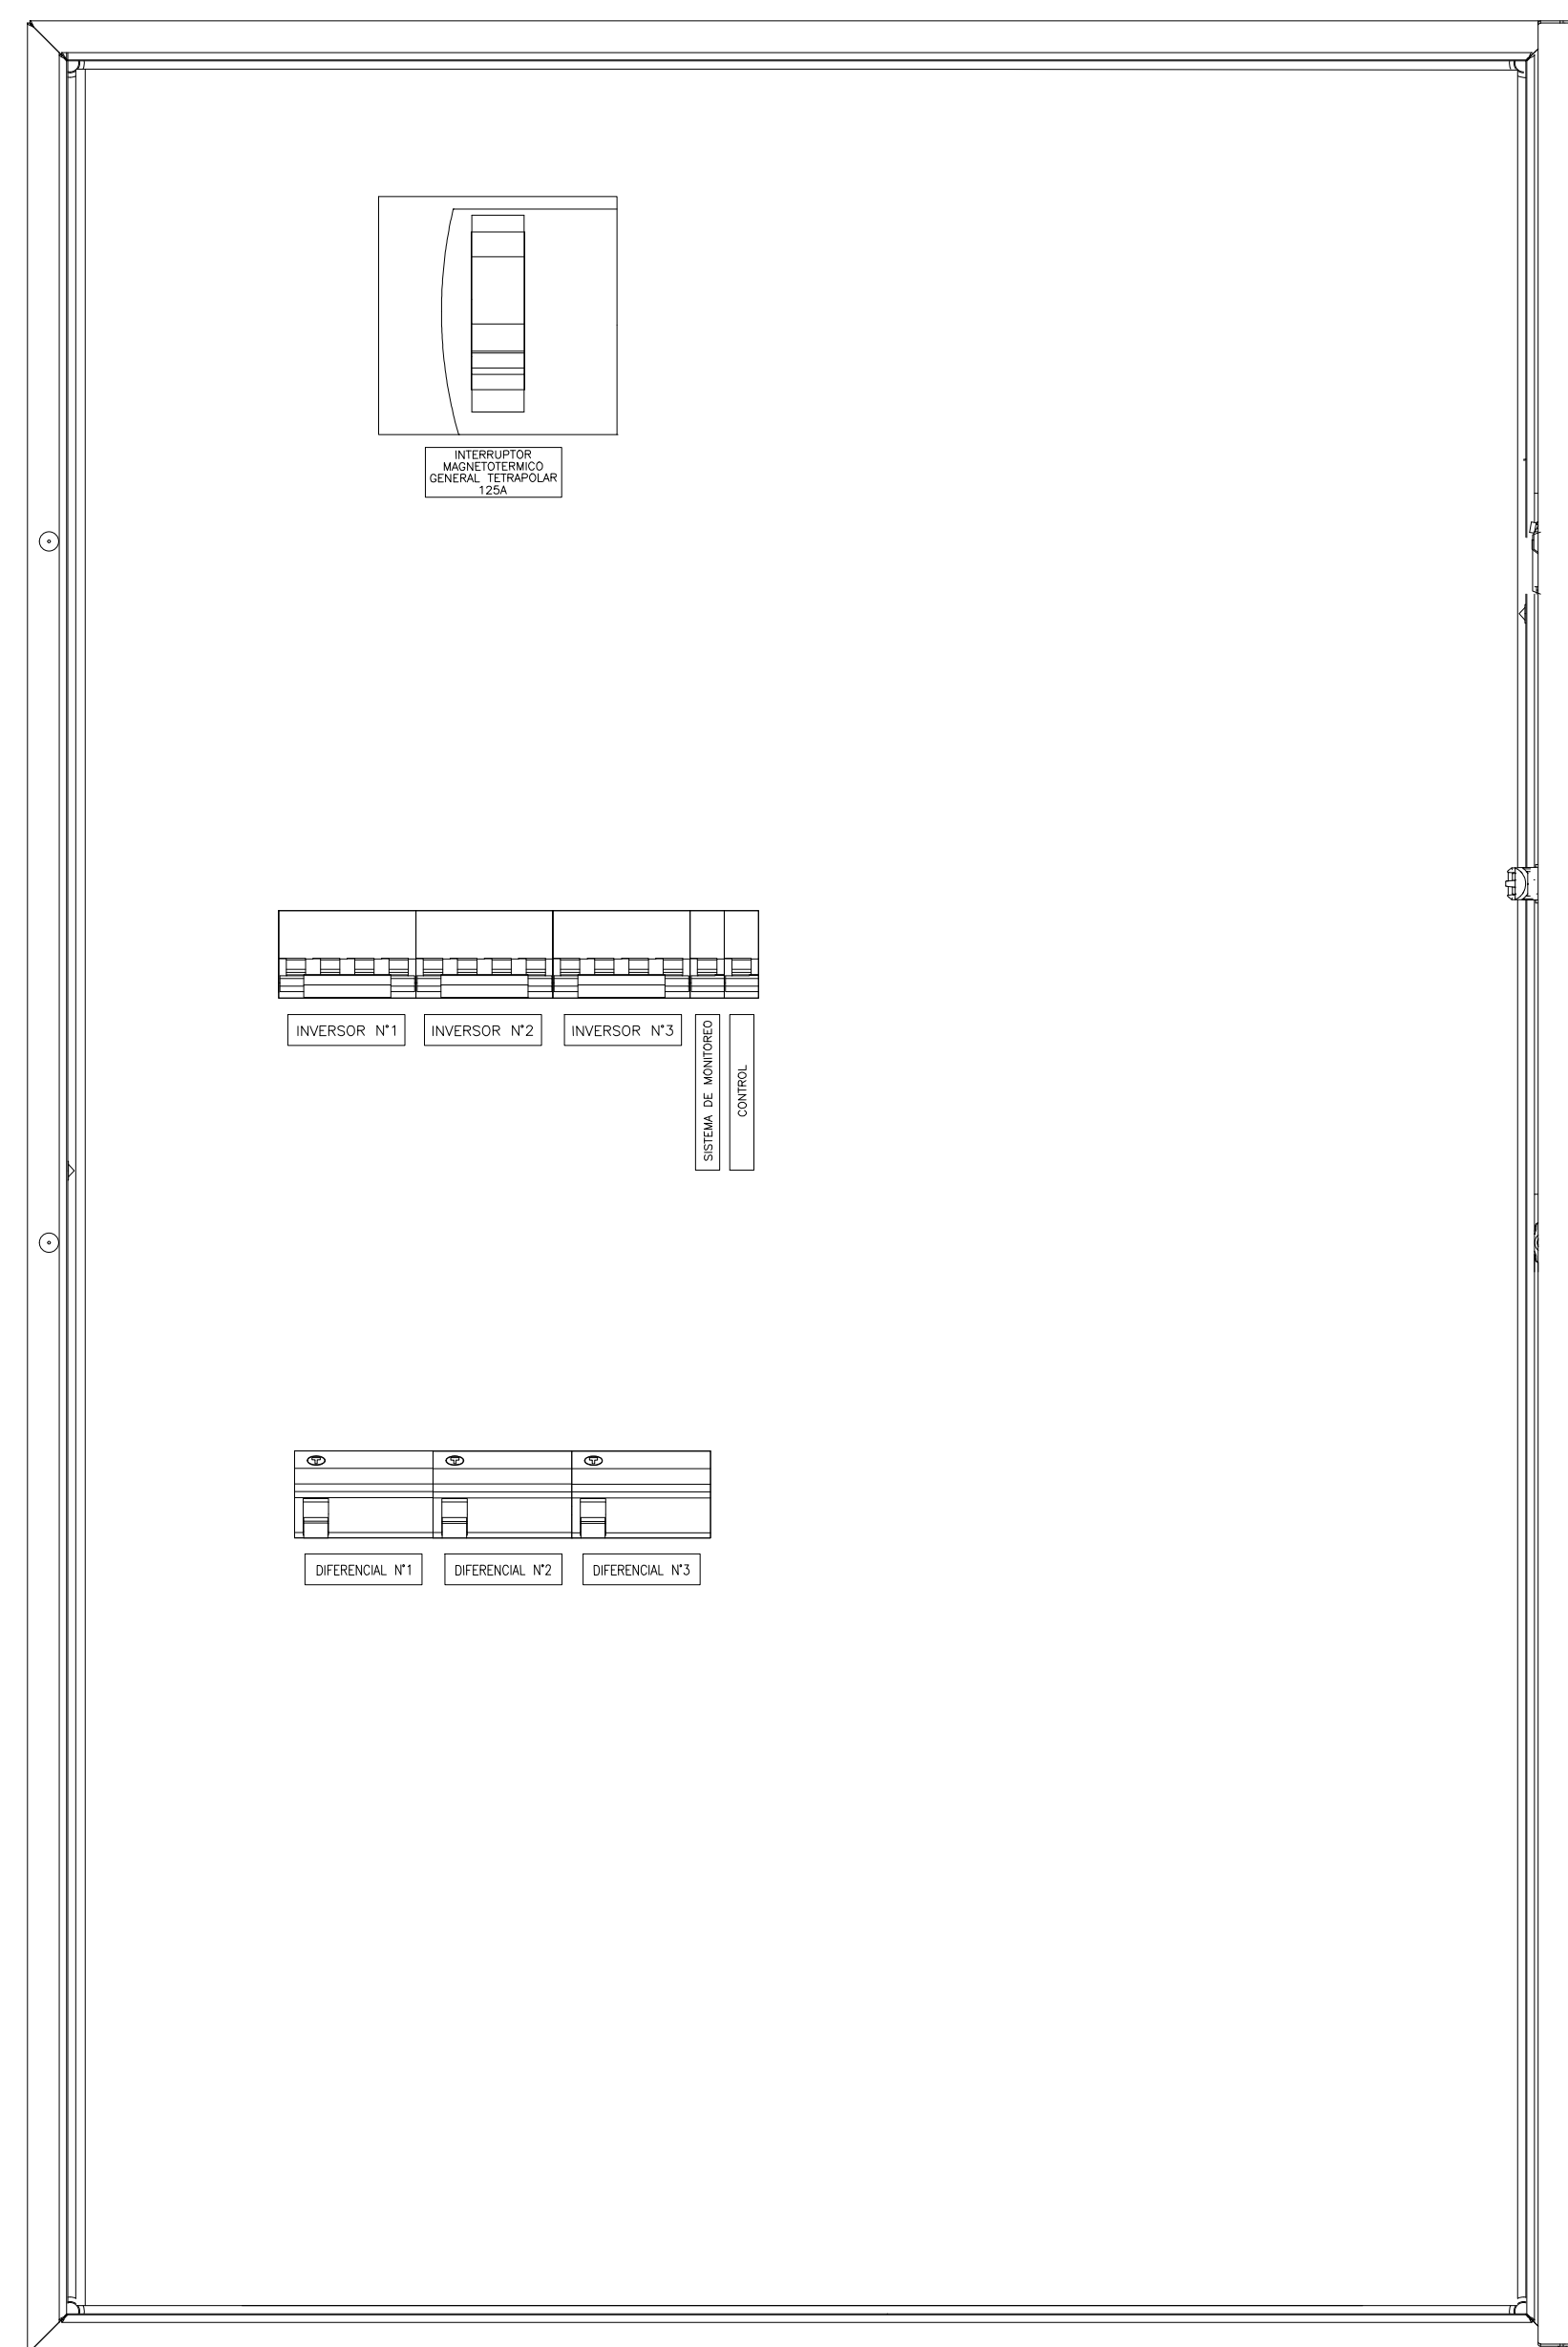 INTERRUPTOR
MAGNETOTERMICO
GENERAL TETRAPOLAR
125A
INVERSOR N°1
INVERSOR N°2
INVERSOR N°3
SISTEMA DE MONITOREO
CONTROL
DIFERENCIAL N°1
DIFERENCIAL N°2
DIFERENCIAL N°3